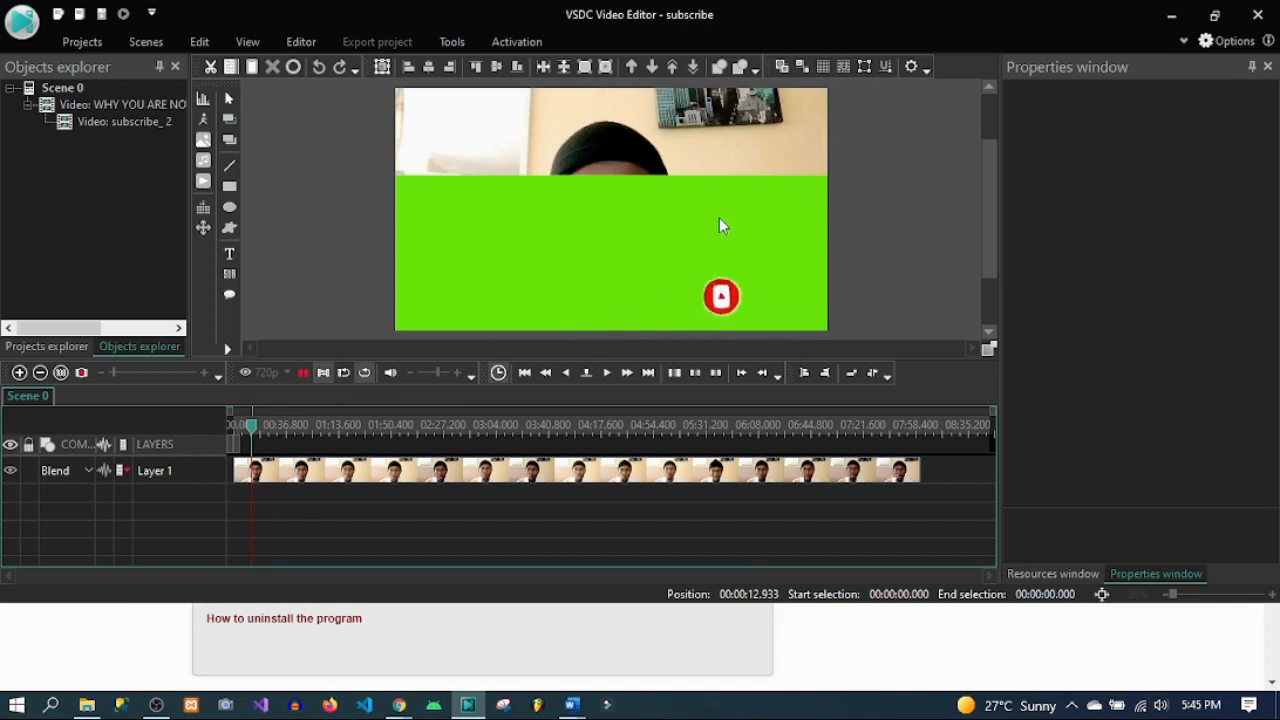 VSDC Video Editor - subscribe
Projects Scenes Edit View Editor Export project Tools Activation
Options
Objects explorer
Properties window
Scene 0
Video: WHY YOU ARE NO
Video: subscribe_2
T
Projects explorer Objects explorer
720p
Scene 0
00:36.800 01:13.600 01:50.400 02:27.200 03:04.000 03:40.800 04:17.600 04:54.400 05:31.200 06:08.000 06:44.800 07:21.600 07:58.400 08:35.200
COM... LAYERS
Blend Layer 1
Resources window Properties window
Position: 00:00:12.933 Start selection: 00:00:00.000 End selection: 00:00:00.000 36%
How to uninstall the program
27°C Sunny 5:45 PM